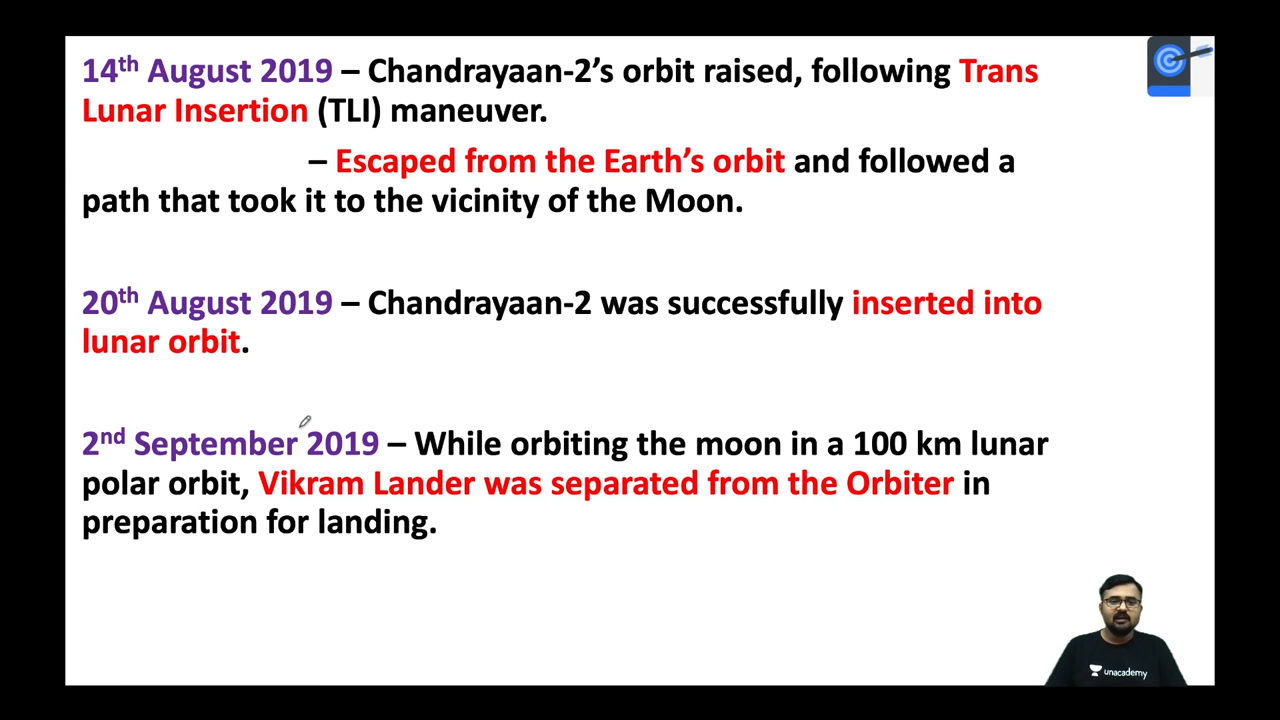 14th August 2019 – Chandrayaan-2’s orbit raised, following Trans
Lunar Insertion (TLI) maneuver.
– Escaped from the Earth’s orbit and followed a
path that took it to the vicinity of the Moon.
20th August 2019 – Chandrayaan-2 was successfully inserted into
lunar orbit.
2nd September 2019 – While orbiting the moon in a 100 km lunar
polar orbit, Vikram Lander was separated from the Orbiter in
preparation for landing.
unacademy